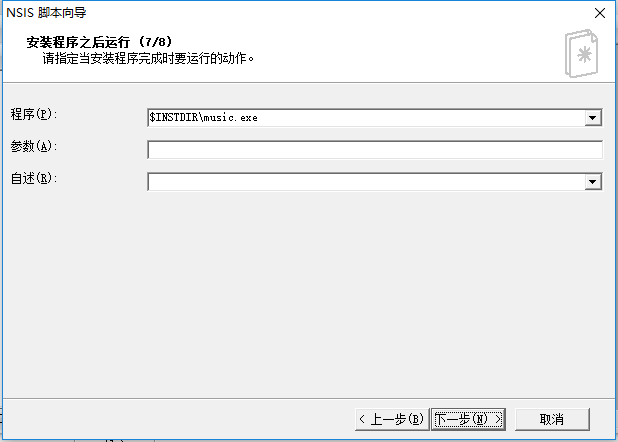 NSIS 脚本向导
安装程序之后运行 (7/8)
请指定当安装程序完成时要运行的动作。
程序(P):
$INSTDIR\music.exe
参数(A):
自述(R):
< 上一步(B)
下一步(N) >
取消